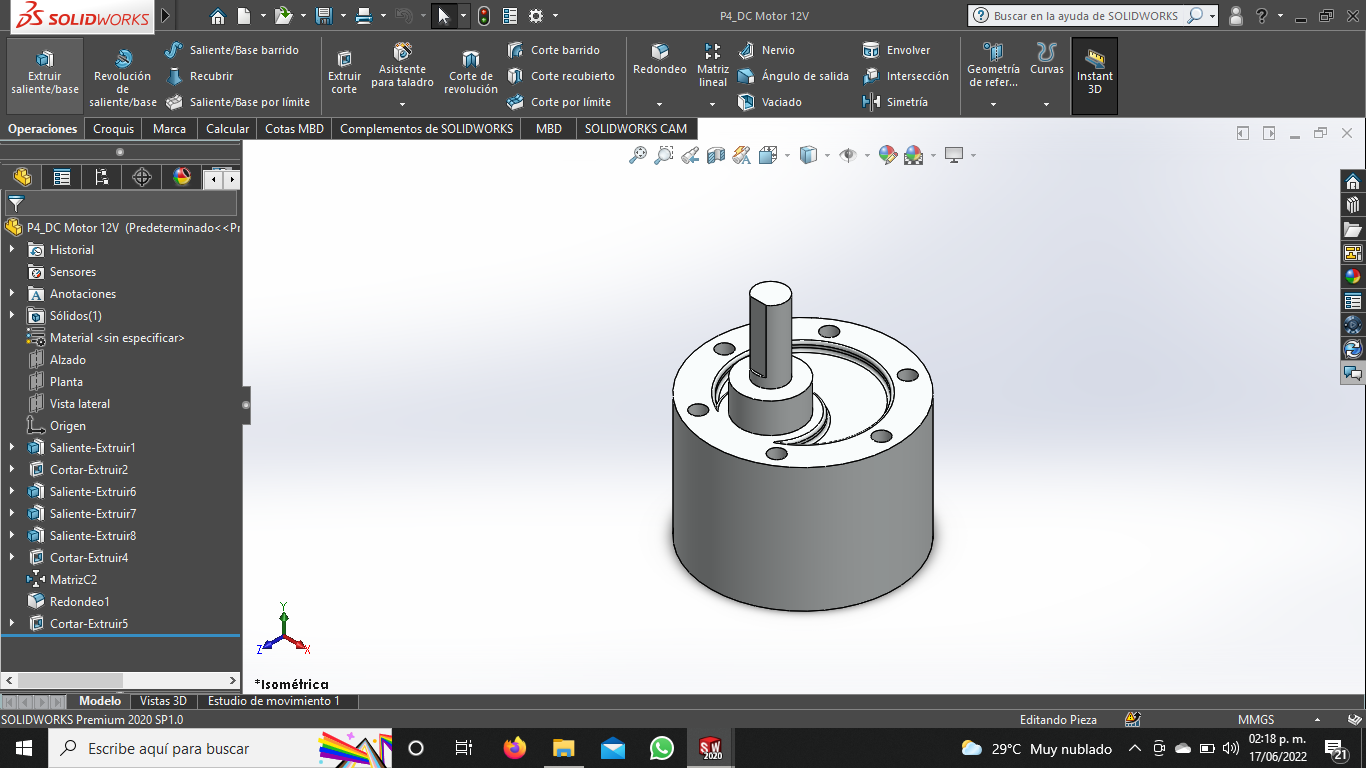 SOLIDWORKS
P4_DC Motor 12V
Buscar en la ayuda de SOLIDWORKS
?
Extruir
saliente/base
Revolución
de
saliente/base
Saliente/Base barrido
Recubrir
Saliente/Base por límite
Extruir
corte
Asistente
para taladro
Corte de
revolución
Corte barrido
Corte recubierto
Corte por límite
Redondeo
Matriz
lineal
Nervio
Ángulo de salida
Vaciado
Envolver
Intersección
Simetría
Geometría
de refer...
Curvas
Instant
3D
Operaciones
Croquis
Marca
Calcular
Cotas MBD
Complementos de SOLIDWORKS
MBD
SOLIDWORKS CAM
P4_DC Motor 12V (Predeterminado<<Pr
Historial
Sensores
Anotaciones
Sólidos(1)
Material <sin especificar>
Alzado
Planta
Vista lateral
Origen
Saliente-Extruir1
Cortar-Extruir2
Saliente-Extruir6
Saliente-Extruir7
Saliente-Extruir8
Cortar-Extruir4
MatrizC2
Redondeo1
Cortar-Extruir5
Y
Z
X
*Isométrica
Modelo
Vistas 3D
Estudio de movimiento 1
SOLIDWORKS Premium 2020 SP1.0
Editando Pieza
MMGS
Escribe aquí para buscar
SW
2020
29°C Muy nublado
02:18 p. m.
17/06/2022
21